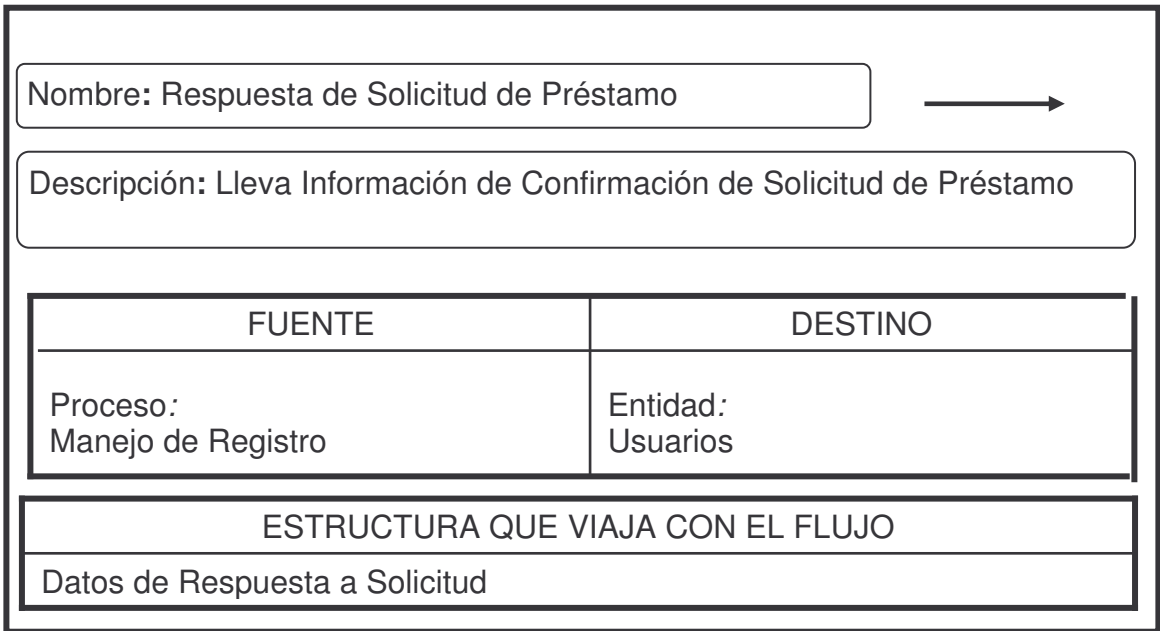 Nombre: Respuesta de Solicitud de Préstamo
Descripción: Lleva Información de Confirmación de Solicitud de Préstamo
FUENTE
DESTINO
Proceso:
Manejo de Registro
Entidad:
Usuarios
ESTRUCTURA QUE VIAJA CON EL FLUJO
Datos de Respuesta a Solicitud